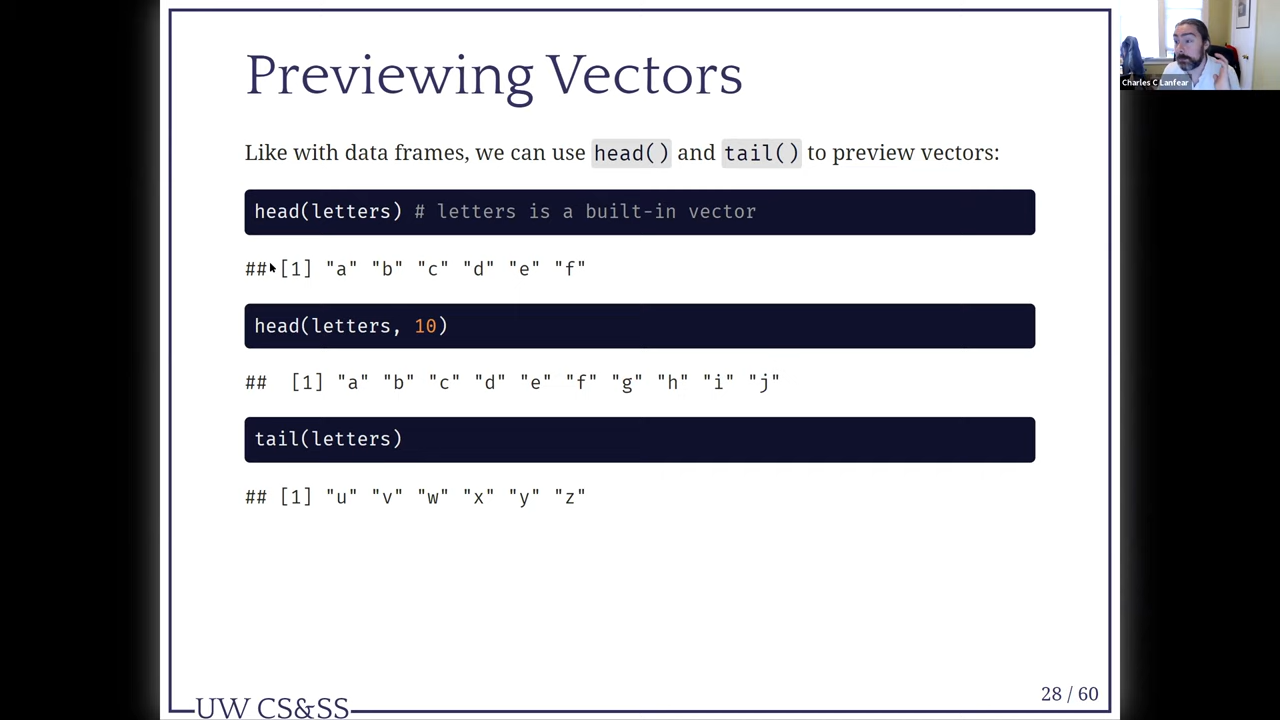 Previewing Vectors
Charles C Lanfear
Like with data frames, we can use head() and tail() to preview vectors:
head(letters) # letters is a built-in vector
## [1] "a" "b" "c" "d" "e" "f"
head(letters, 10)
##  [1] "a" "b" "c" "d" "e" "f" "g" "h" "i" "j"
tail(letters)
## [1] "u" "v" "w" "x" "y" "z"
28 / 60
UW CS&SS